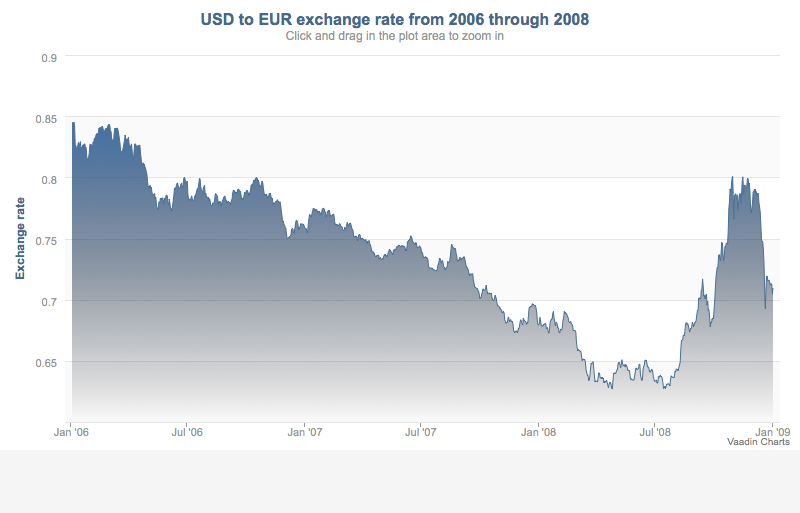 USD to EUR exchange rate from 2006 through 2008
Click and drag in the plot area to zoom in
Exchange rate
0.9
0.85
0.8
0.75
0.7
0.65
Jan '06
Jul '06
Jan '07
Jul '07
Jan '08
Jul '08
Jan '09
Vaadin Charts